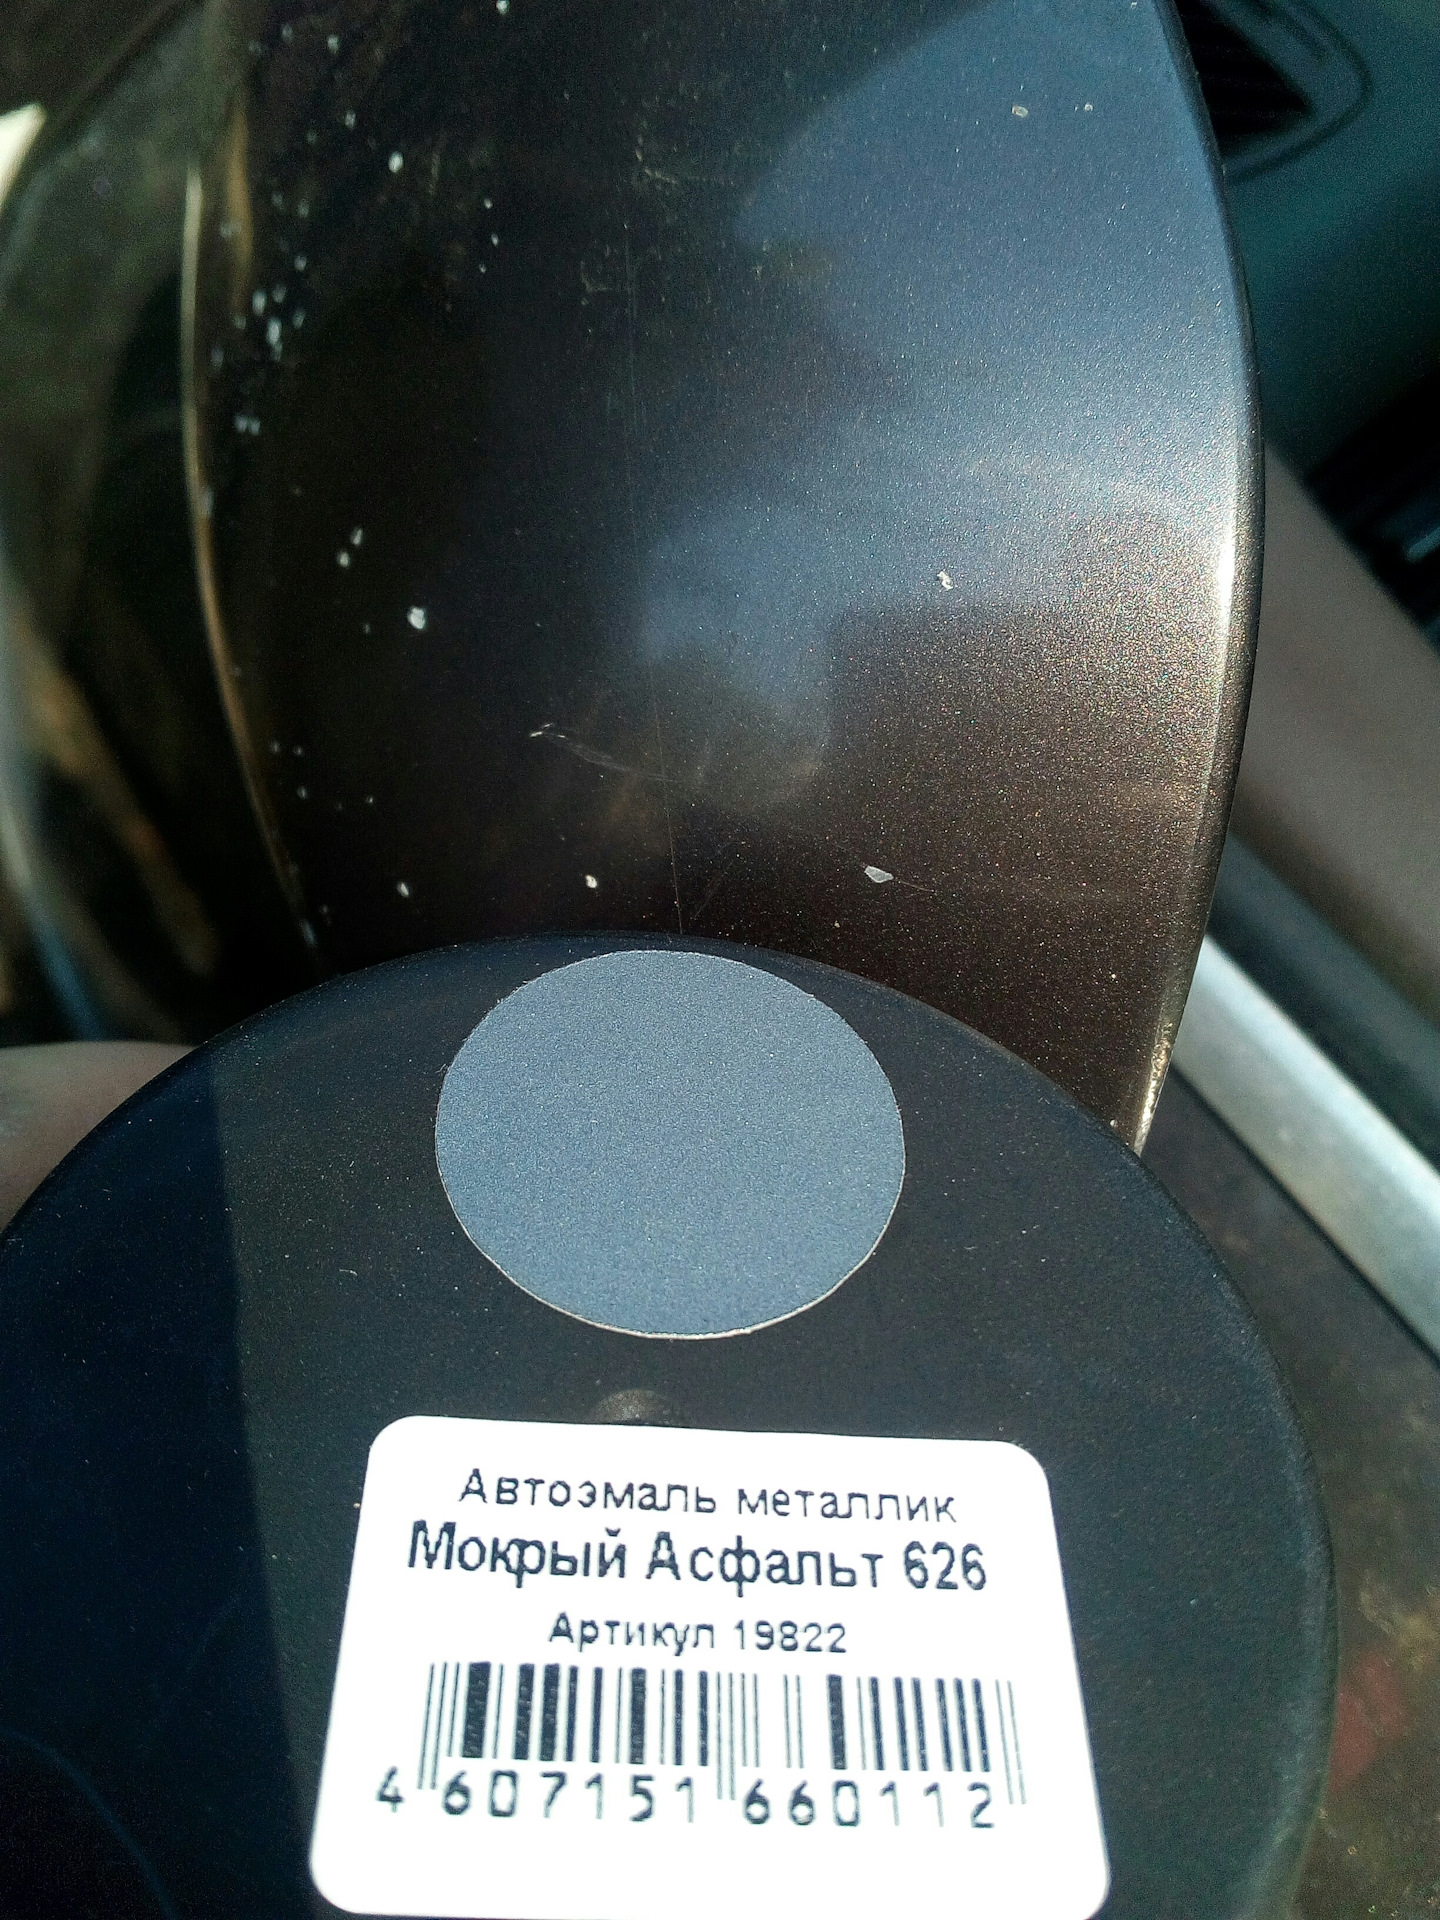 Автоэмаль металлик
Мокрый Асфальт 626
Артикул 19822
4 607151 660112